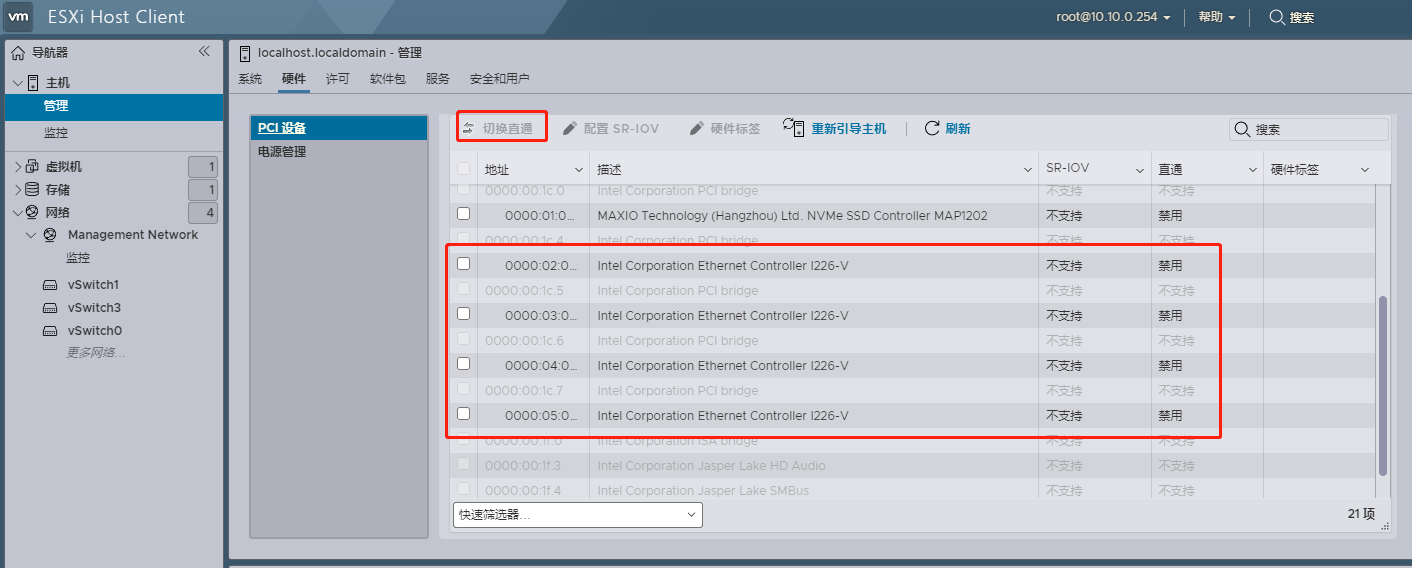 vm ESXi Host Client
root@10.10.0.254 帮助 搜索
导航器
主机
管理
监控
虚拟机 1
存储 1
网络 4
Management Network
监控
vSwitch1
vSwitch3
vSwitch0
更多网络...
localhost.localdomain - 管理
系统 硬件 许可 软件包 服务 安全和用户
PCI 设备
电源管理
切换直通 配置 SR-IOV 硬件标签 重新引导主机 刷新 搜索
地址 描述 SR-IOV 直通 硬件标签
0000:00:1c.0 Intel Corporation PCI bridge 不支持 不支持
0000:01:0... MAXIO Technology (Hangzhou) Ltd. NVMe SSD Controller MAP1202 不支持 禁用
0000:00:1c.4 Intel Corporation PCI bridge 不支持 不支持
0000:02:0... Intel Corporation Ethernet Controller I226-V 不支持 禁用
0000:00:1c.5 Intel Corporation PCI bridge 不支持 不支持
0000:03:0... Intel Corporation Ethernet Controller I226-V 不支持 禁用
0000:00:1c.6 Intel Corporation PCI bridge 不支持 不支持
0000:04:0... Intel Corporation Ethernet Controller I226-V 不支持 禁用
0000:00:1c.7 Intel Corporation PCI bridge 不支持 不支持
0000:05:0... Intel Corporation Ethernet Controller I226-V 不支持 禁用
0000:00:1f.0 Intel Corporation ISA bridge 不支持 不支持
0000:00:1f.3 Intel Corporation Jasper Lake HD Audio 不支持 不支持
0000:00:1f.4 Intel Corporation Jasper Lake SMBus 不支持 不支持
快速筛选器... 21 项